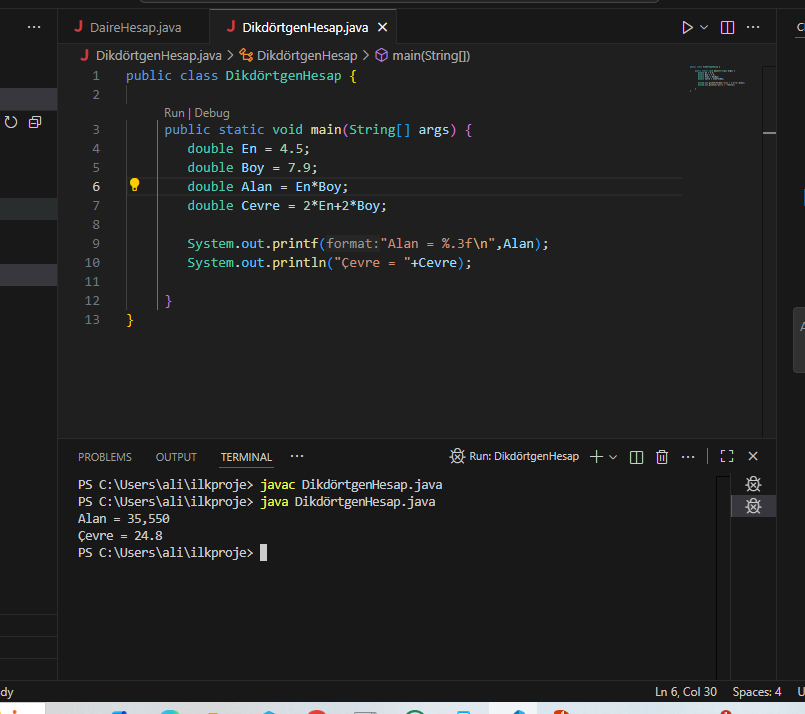 DaireHesap.java
DikdörtgenHesap.java
DikdörtgenHesap.java > DikdörtgenHesap > main(String[])
1 public class DikdörtgenHesap {
2
Run | Debug
3 public static void main(String[] args) {
4 double En = 4.5;
5 double Boy = 7.9;
6 double Alan = En*Boy;
7 double Cevre = 2*En+2*Boy;
8
9 System.out.printf(format:"Alan = %.3f\n",Alan);
10 System.out.println("Çevre = "+Cevre);
11
12 }
13 }
PROBLEMS OUTPUT TERMINAL Run: DikdörtgenHesap
PS C:\Users\ali\ilkproje> javac DikdörtgenHesap.java
PS C:\Users\ali\ilkproje> java DikdörtgenHesap.java
Alan = 35,550
Çevre = 24.8
PS C:\Users\ali\ilkproje>
dy Ln 6, Col 30 Spaces: 4